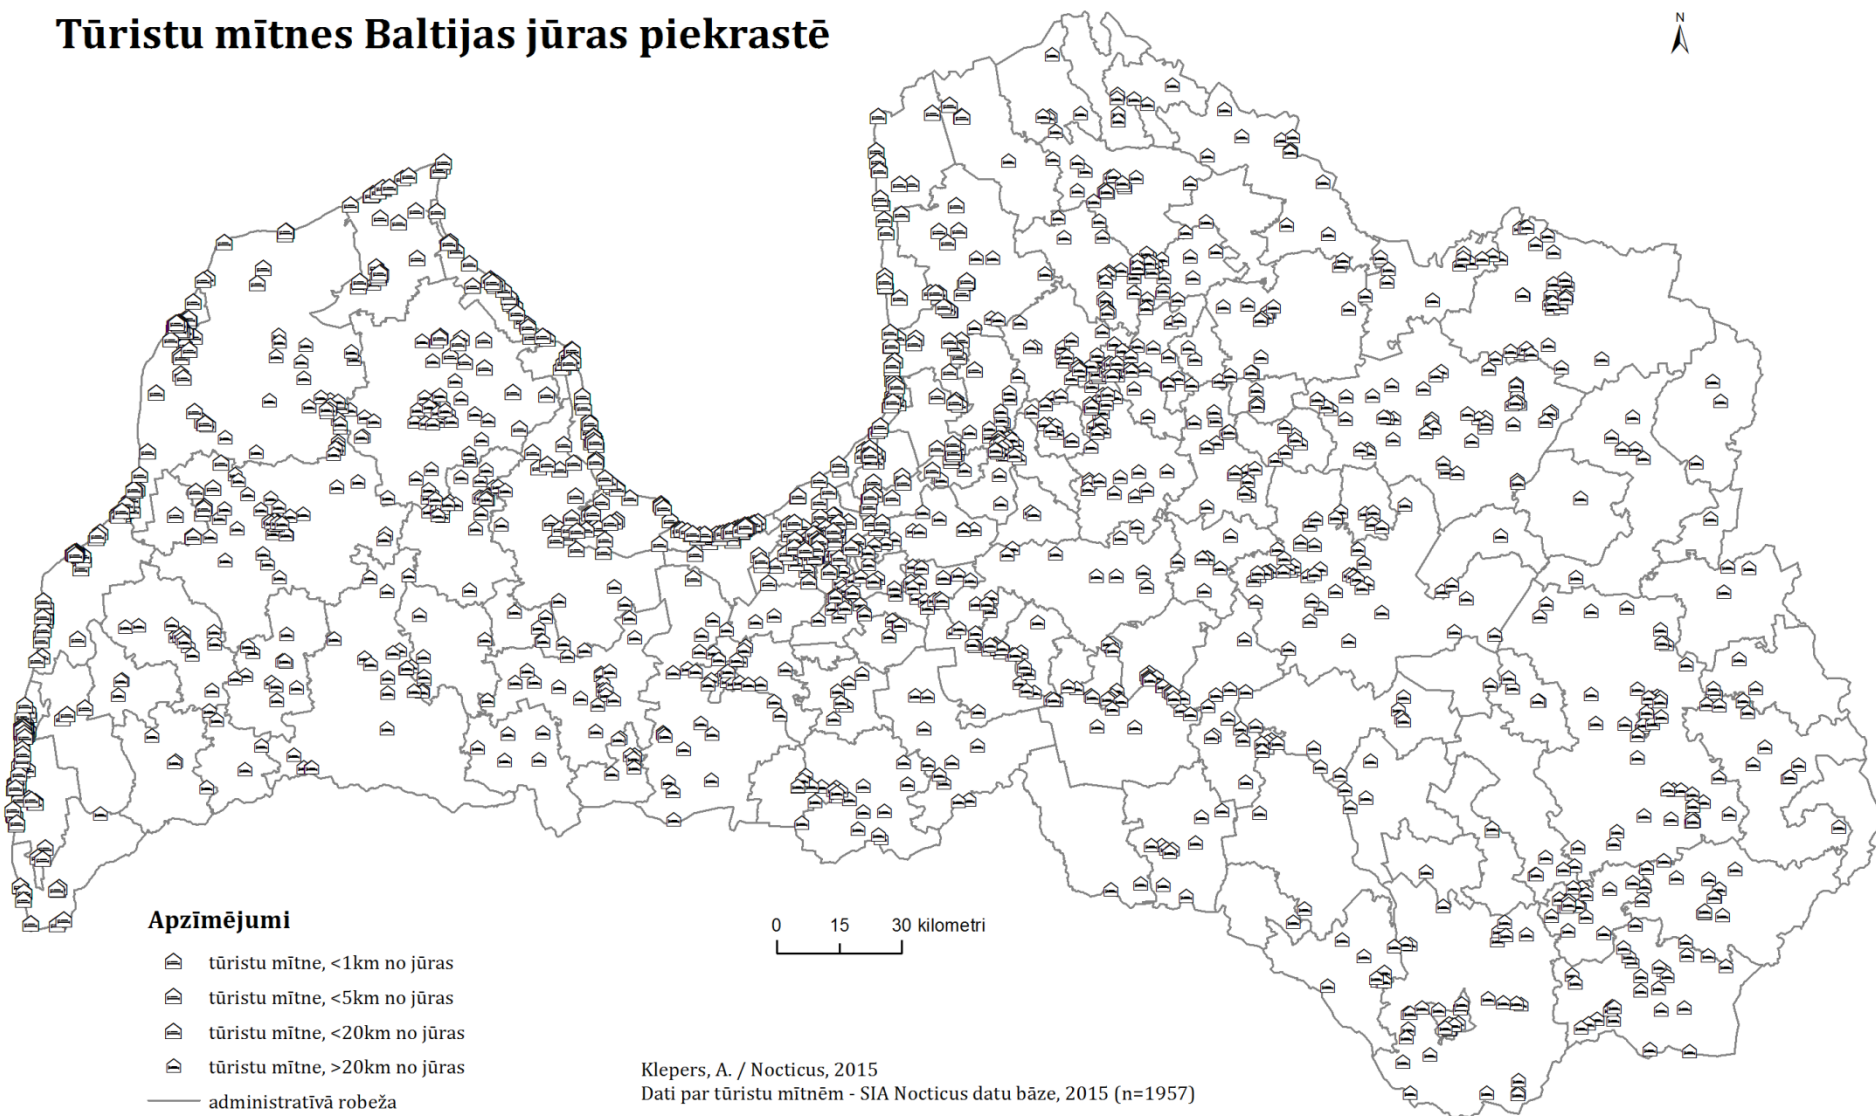 Tūristu mītnes Baltijas jūras piekrastē
N
Apzīmējumi
tūristu mītne, <1km no jūras
tūristu mītne, <5km no jūras
tūristu mītne, <20km no jūras
tūristu mītne, >20km no jūras
administratīvā robeža
0 15 30 kilometri
Klepers, A. / Nocticus, 2015
Dati par tūristu mītnēm - SIA Nocticus datu bāze, 2015 (n=1957)